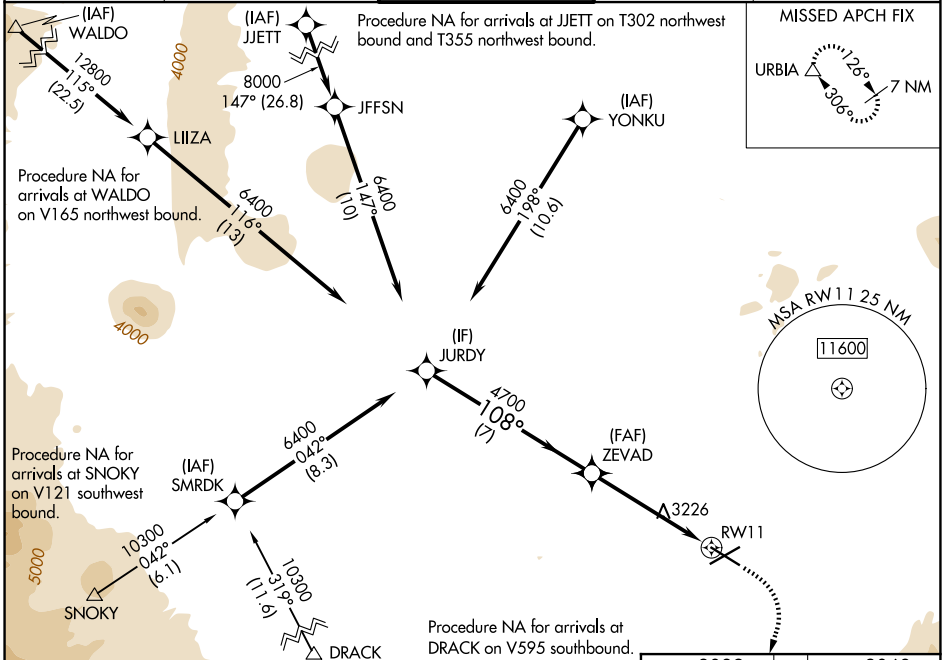 (IAF)
WALDO
12800
115°
(22.5)
LIIZA
Procedure NA for
arrivals at WALDO
on V165 northwest bound.
4000
6400
116°
(13)
4000
(IAF)
JJETT
8000
147° (26.8)
JFFSN
6400
147°
(10)
Procedure NA for arrivals at JJETT on T302 northwest
bound and T355 northwest bound.
(IAF)
YONKU
6400
198°
(10.6)
MISSED APCH FIX
URBIA
126°
306°
7 NM
MSA RW11 25 NM
11600
(IF)
JURDY
4700
108°
(7)
(FAF)
ZEVAD
3226
RW11
Procedure NA for
arrivals at SNOKY
on V121 southwest
bound.
(IAF)
SMRDK
6400
042°
(8.3)
10300
042°
(6.1)
5000
SNOKY
10300
319°
(11.6)
DRACK
Procedure NA for arrivals at
DRACK on V595 southbound.